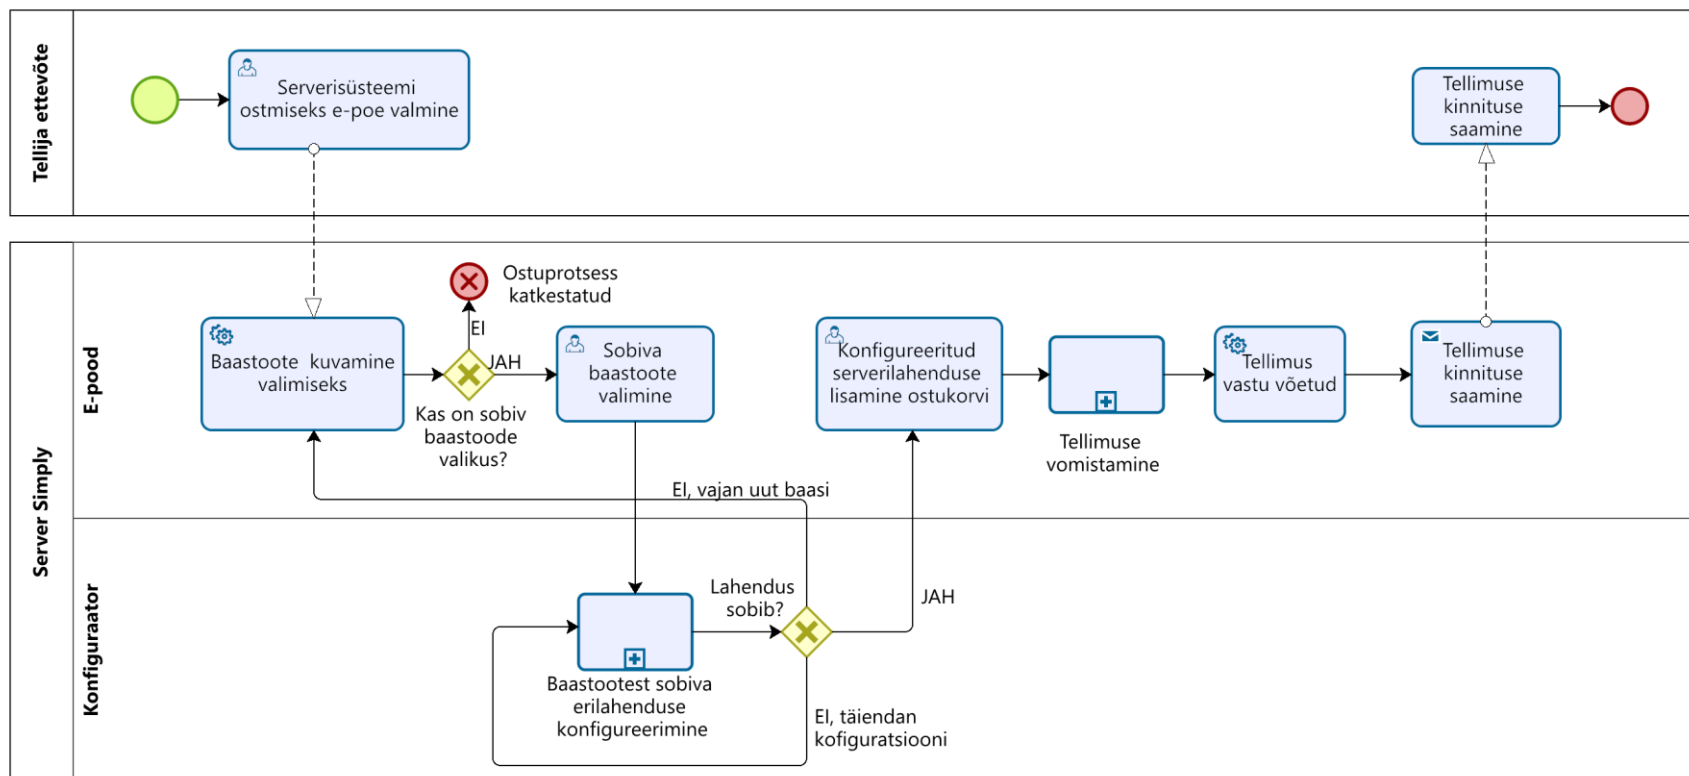 Tellija ettevõte
Serverisüsteemi
ostmiseks e-poe valmine
Tellimuse
kinnituse
saamine
Server Simply
E-pood
Baastoote kuvamine
valimiseks
Ostuprotsess
katkestatud
EI
JAH
Kas on sobiv
baastoode
valikus?
Sobiva
baastoote
valimine
Konfigureeritud
serverilahenduse
lisamine ostukorvi
Tellimuse
vomistamine
Tellimus
vastu võetud
Tellimuse
kinnituse
saamine
EI, vajan uut baasi
Konfiguraator
Baastootest sobiva
erilahenduse
konfigureerimine
Lahendus
sobib?
JAH
EI, täiendan
kofiguratsiooni